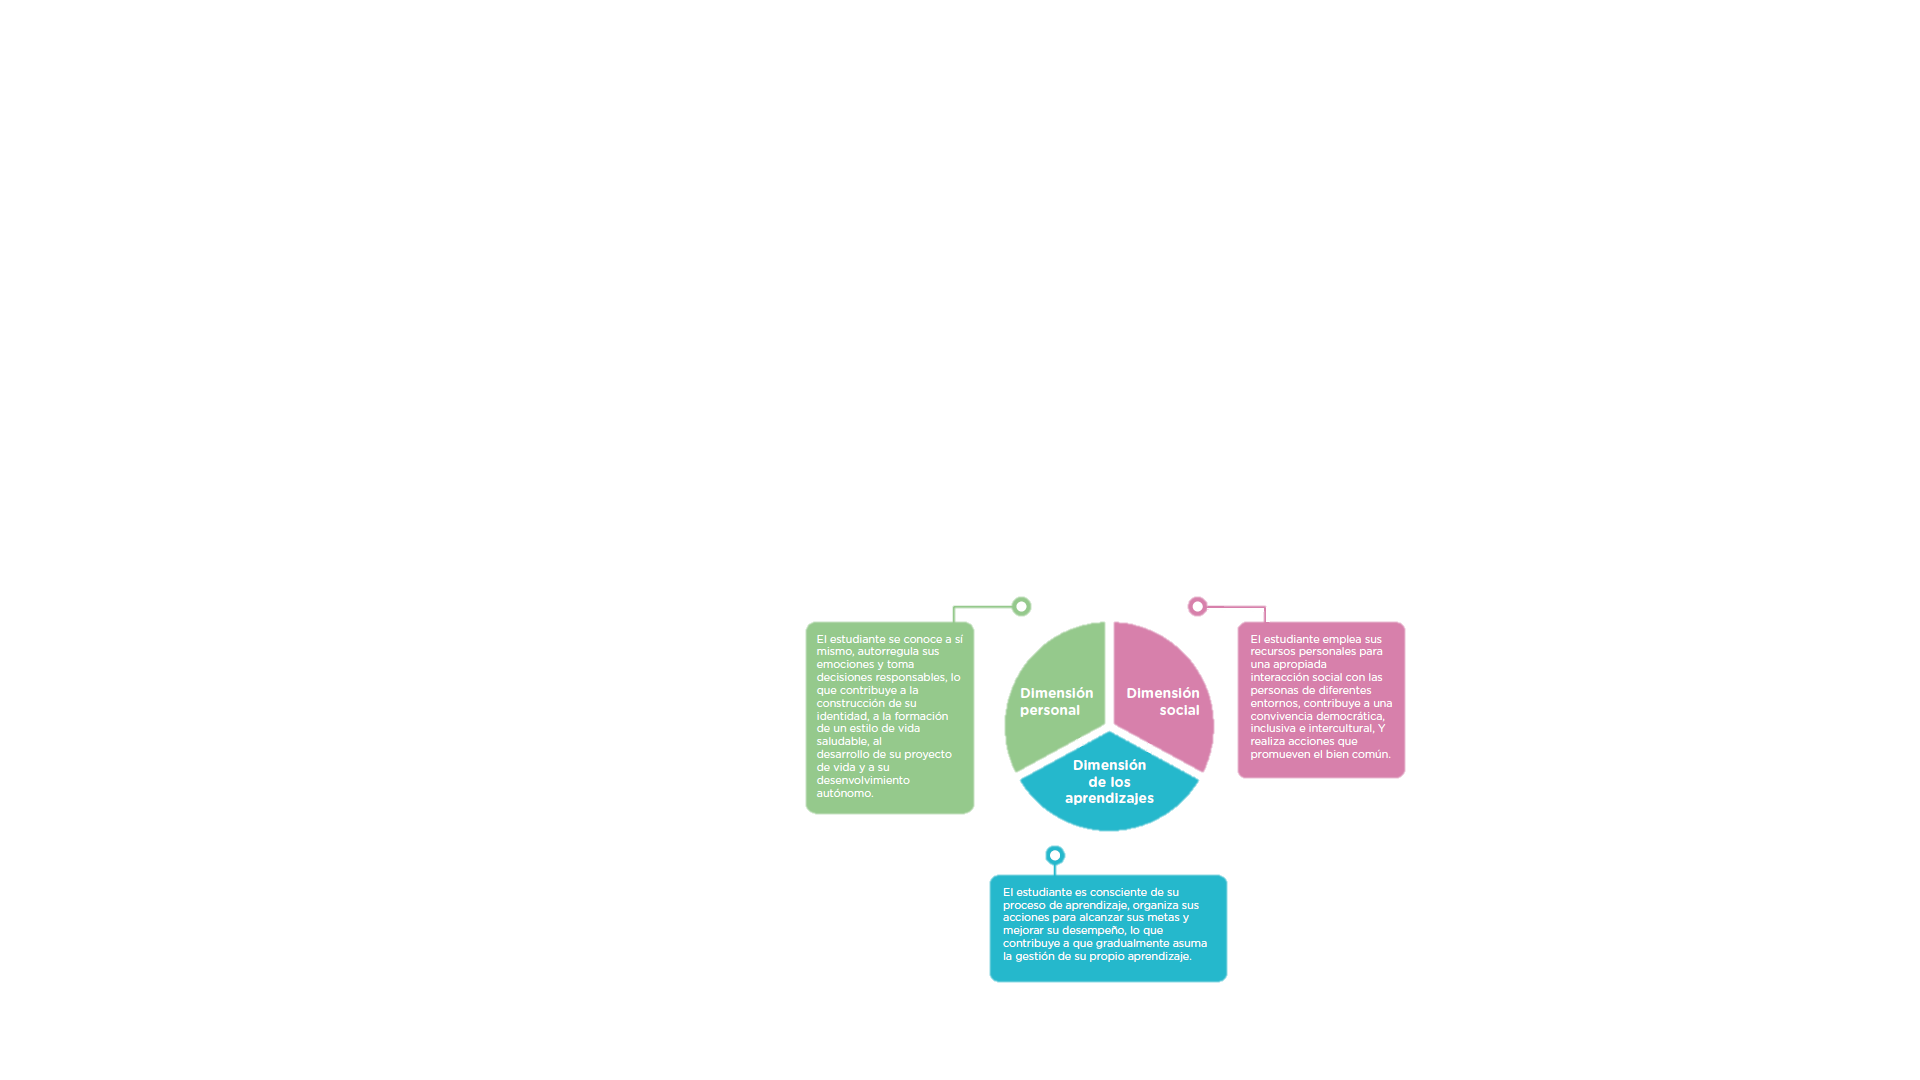 El estudiante se conoce a sí
mismo, autorregula sus
emociones y toma
decisiones responsables, lo
que contribuye a la
construcción de su
identidad, a la formación
de un estilo de vida
saludable, al
desarrollo de su proyecto
de vida y a su
desenvolvimiento
autónomo.
Dimensión
personal
Dimensión
social
Dimensión
de los
aprendizajes
El estudiante emplea sus
recursos personales para
una apropiada
interacción social con las
personas de diferentes
entornos, contribuye a una
convivencia democrática,
inclusiva e intercultural, Y
realiza acciones que
promueven el bien común.
El estudiante es consciente de su
proceso de aprendizaje, organiza sus
acciones para alcanzar sus metas y
mejorar su desempeño, lo que
contribuye a que gradualmente asuma
la gestión de su propio aprendizaje.